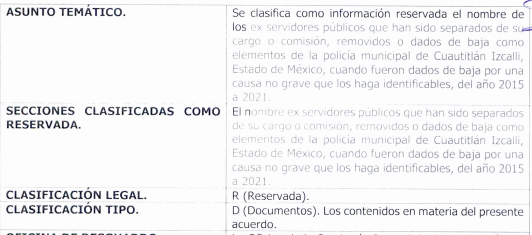 ASUNTO TEMÁTICO.
Se clasifica como información reservada el nombre de
los ex servidores públicos que han sido separados de su
cargo o comisión, removidos o dados de baja como
elementos de la policía municipal de Cuautitlán Izcalli,
Estado de México, cuando fueron dados de baja por una
causa no grave que los haga identificables, del año 2015
a 2021.
SECCIONES CLASIFICADAS COMO
RESERVADA.
El nombre ex servidores públicos que han sido separados
de su cargo o comisión, removidos o dados de baja como
elementos de la policía municipal de Cuautitlán Izcalli,
Estado de México, cuando fueron dados de baja por una
causa no grave que los haga identificables, del año 2015
a 2021.
CLASIFICACIÓN LEGAL.
R (Reservada).
CLASIFICACIÓN TIPO.
D (Documentos). Los contenidos en materia del presente
acuerdo.